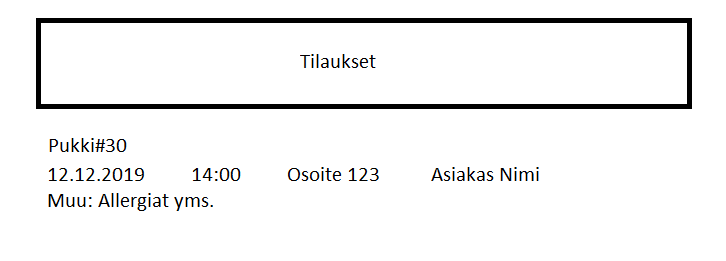 Tilaukset
Pukki#30
12.12.2019 14:00 Osoite 123 Asiakas Nimi
Muu: Allergiat yms.